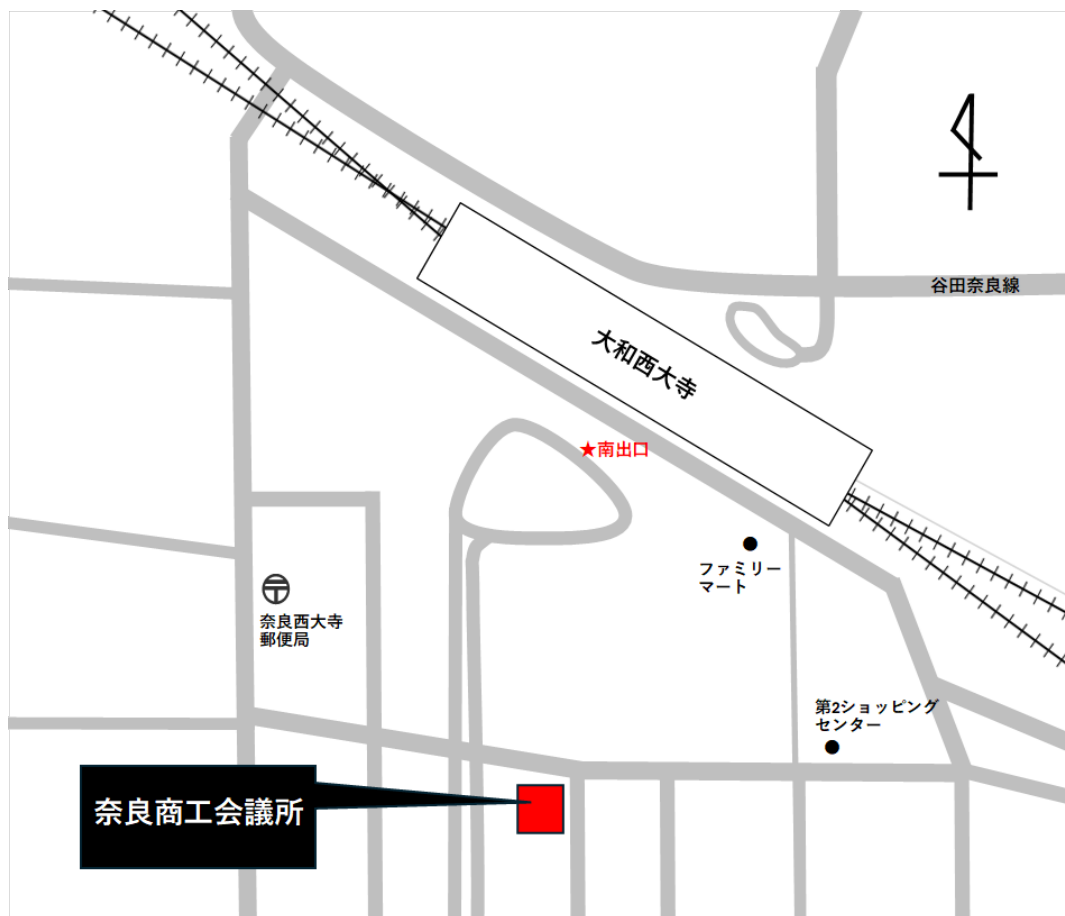 谷田奈良線
大和西大寺
★南出口
ファミリー
マート
〒
奈良西大寺
郵便局
第2ショッピング
センター
奈良商工会議所